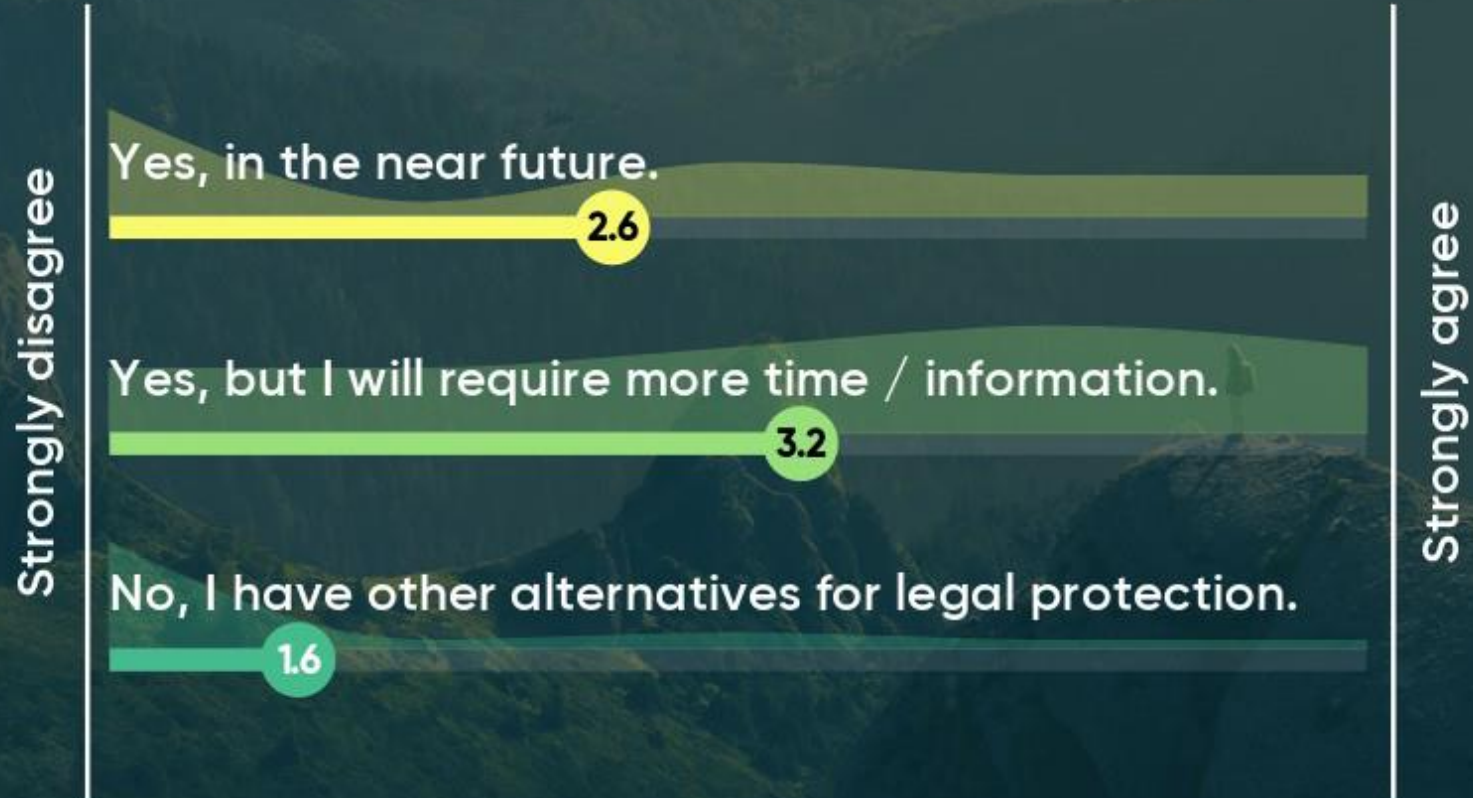 Strongly disagree
Yes, in the near future.
2.6
Yes, but I will require more time / information.
3.2
No, I have other alternatives for legal protection.
1.6
Strongly agree